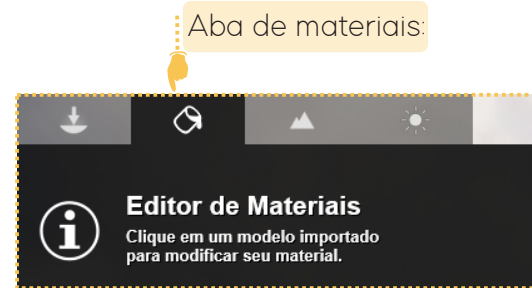 Aba de materiais:
Editor de Materiais
Clique em um modelo importado
para modificar seu material.